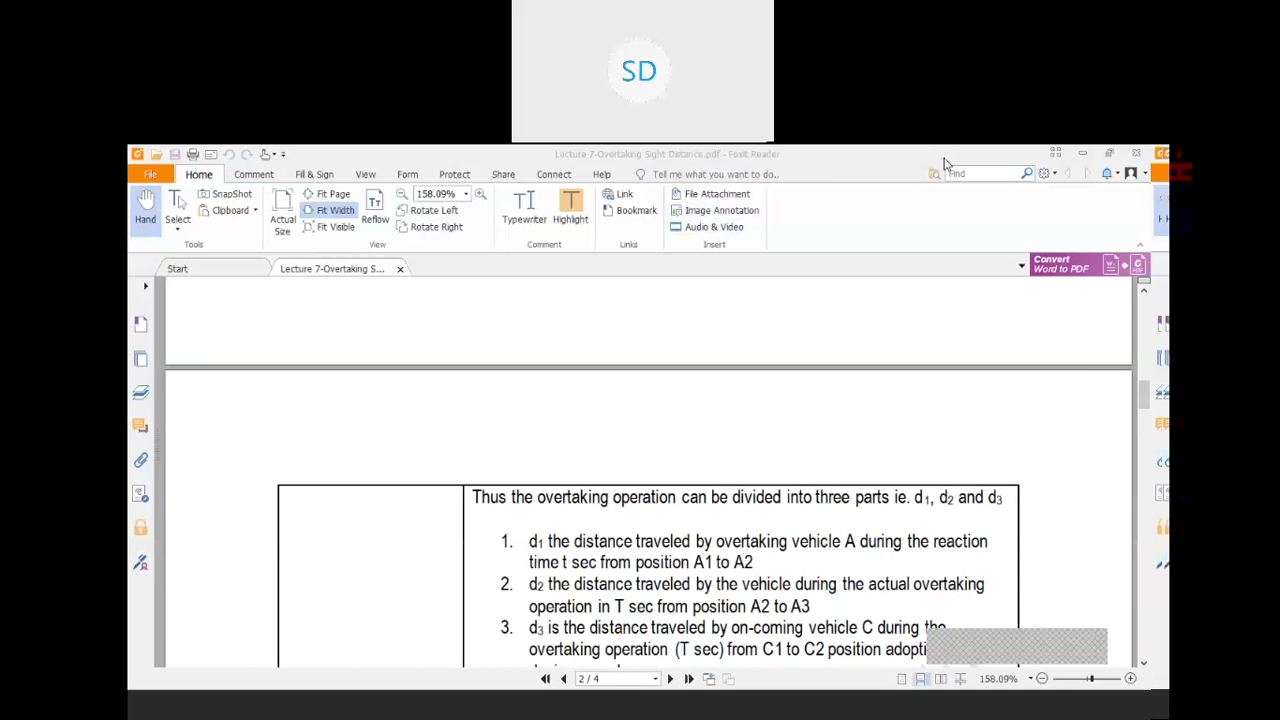 SD
Lecture 7-Overtaking Sight Distance.pdf - Foxit Reader
File Home Comment View Form Protect Share Connect Help Tell me what you want to do.. Find
Hand
Select
SnapShot
Clipboard
Tools
Actual Size
Fit Page
Fit Width
Fit Visible
Reflow
158.09%
Rotate Left
Rotate Right
View
Typewriter
Highlight
Comment
Link
Bookmark
Links
File Attachment
Image Annotation
Audio & Video
Insert
Start
Lecture 7-Overtaking S...
Convert
Word to PDF
Thus the overtaking operation can be divided into three parts ie. d1, d2 and d3
1. d1 the distance traveled by overtaking vehicle A during the reaction
time t sec from position A1 to A2
2. d2 the distance traveled by the vehicle during the actual overtaking
operation in T sec from position A2 to A3
3. d3 is the distance traveled by on-coming vehicle C during the
overtaking operation (T sec) from C1 to C2 position
2 / 4
158.09%